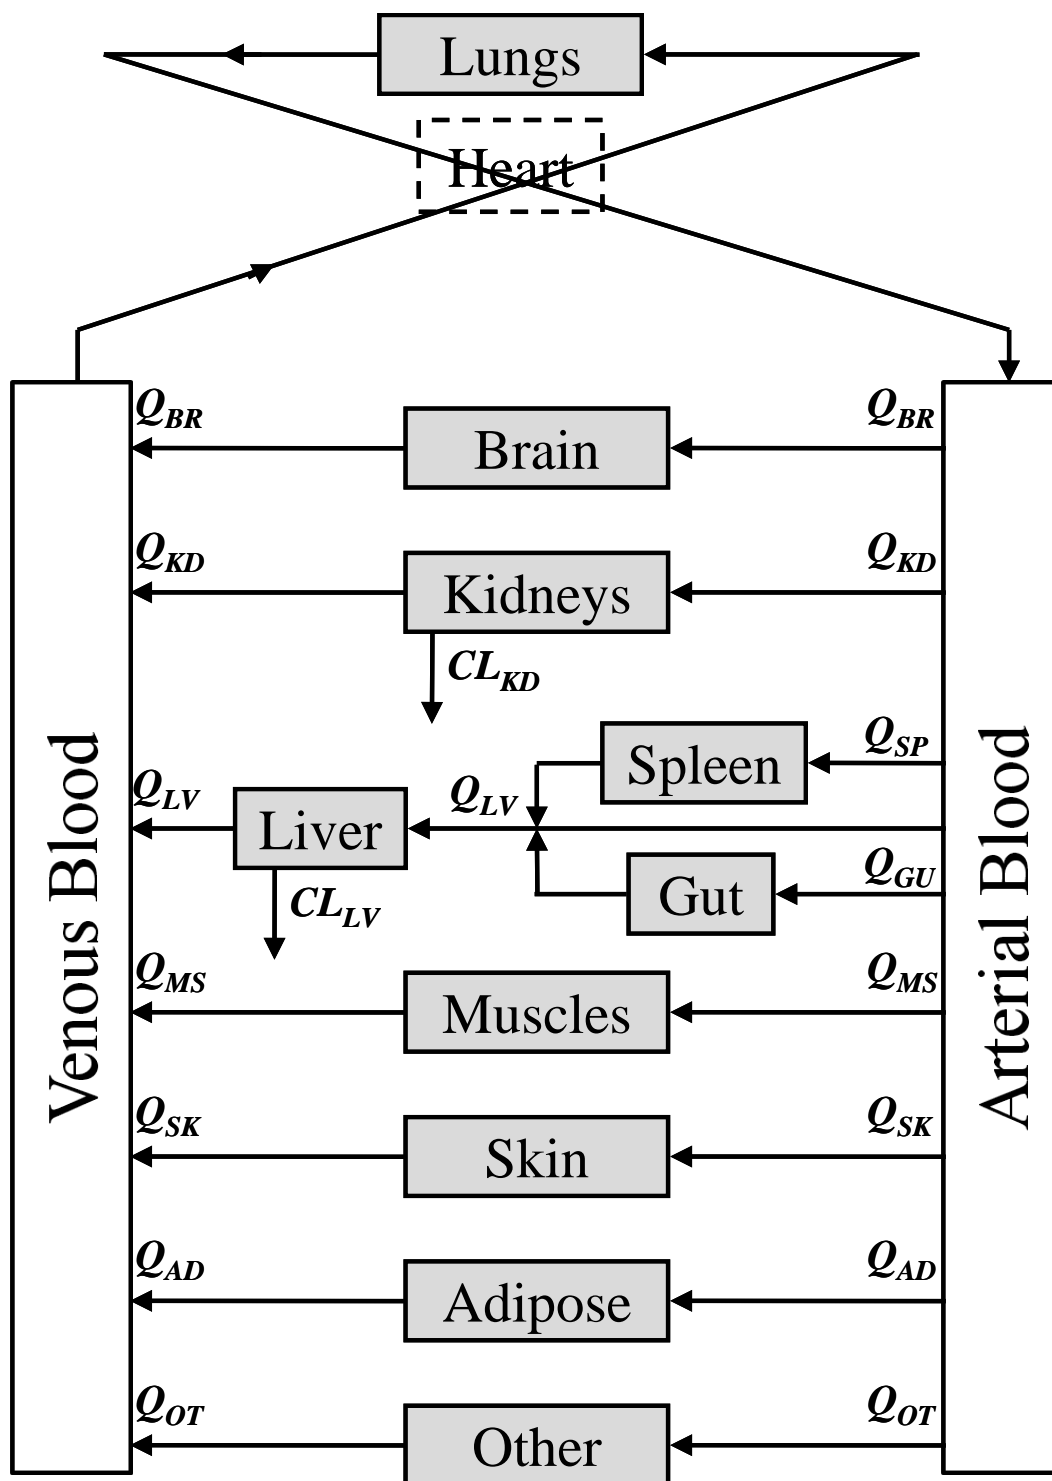 Lungs
Heart
Q_BR
Brain
Q_BR
Q_KD
Kidneys
Q_KD
CL_KD
Spleen
Q_SP
Q_LV
Liver
Q_LV
Gut
Q_GU
CL_LV
Q_MS
Muscles
Q_MS
Q_SK
Skin
Q_SK
Q_AD
Adipose
Q_AD
Q_OT
Other
Q_OT
Venous Blood
Arterial Blood